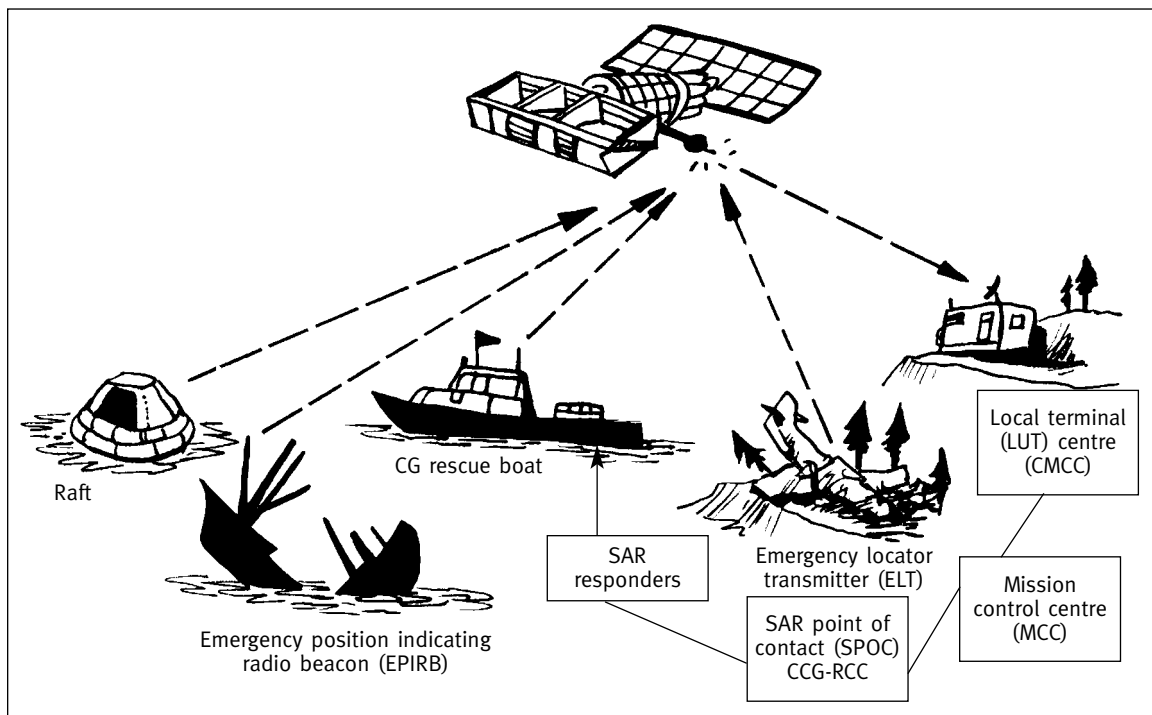 Raft
CG rescue boat
Local terminal
(LUT) centre
(CMCC)
SAR
responders
Emergency locator
transmitter (ELT)
Mission
control centre
(MCC)
SAR point of
contact (SPOC)
CCG-RCC
Emergency position indicating
radio beacon (EPIRB)